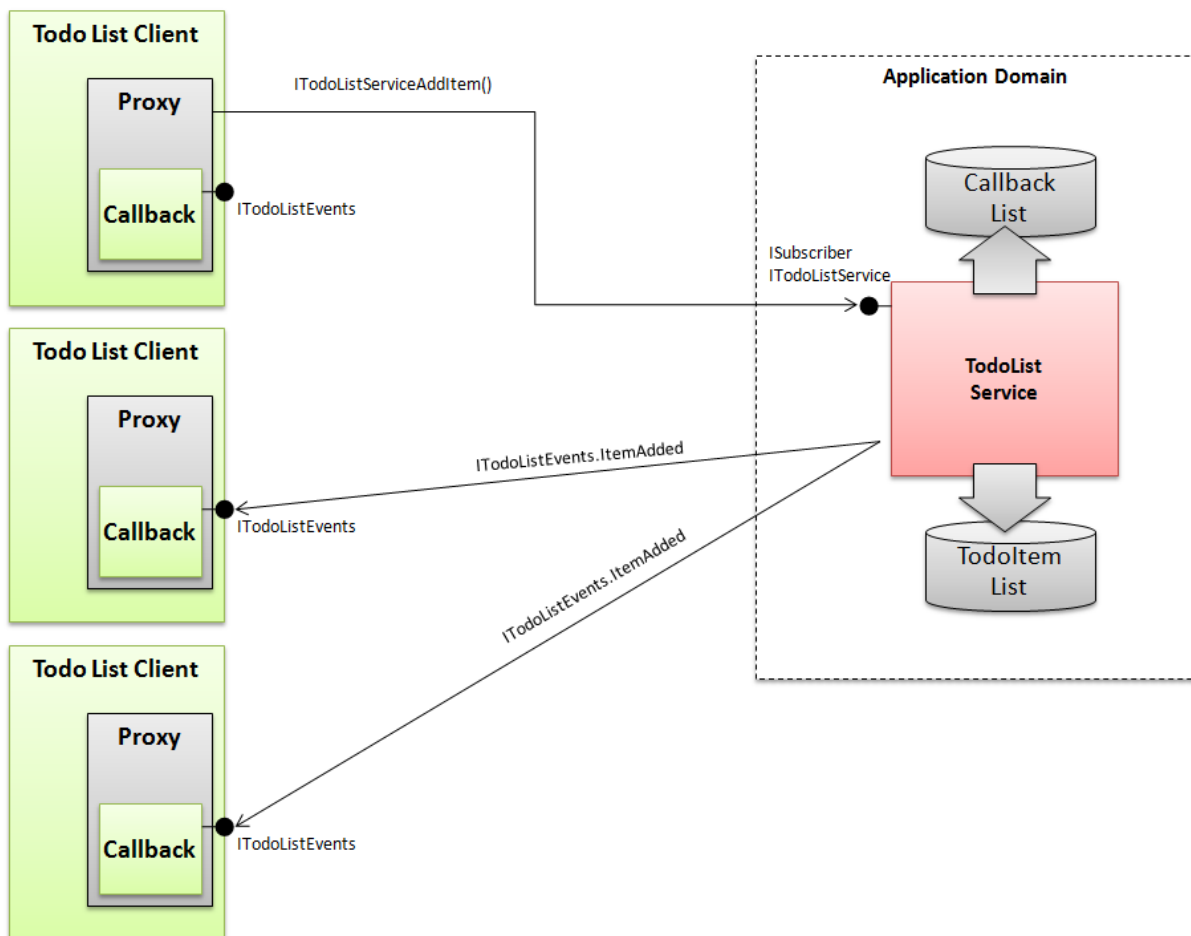 Todo List Client
Proxy
Callback
ITodoListEvents
ITodoListServiceAddItem()
Application Domain
Callback
List
ISubscriber
ITodoListService
TodoList
Service
TodoItem
List
Todo List Client
Proxy
Callback
ITodoListEvents
ITodoListEvents.ItemAdded
ITodoListEvents.ItemAdded
Todo List Client
Proxy
Callback
ITodoListEvents